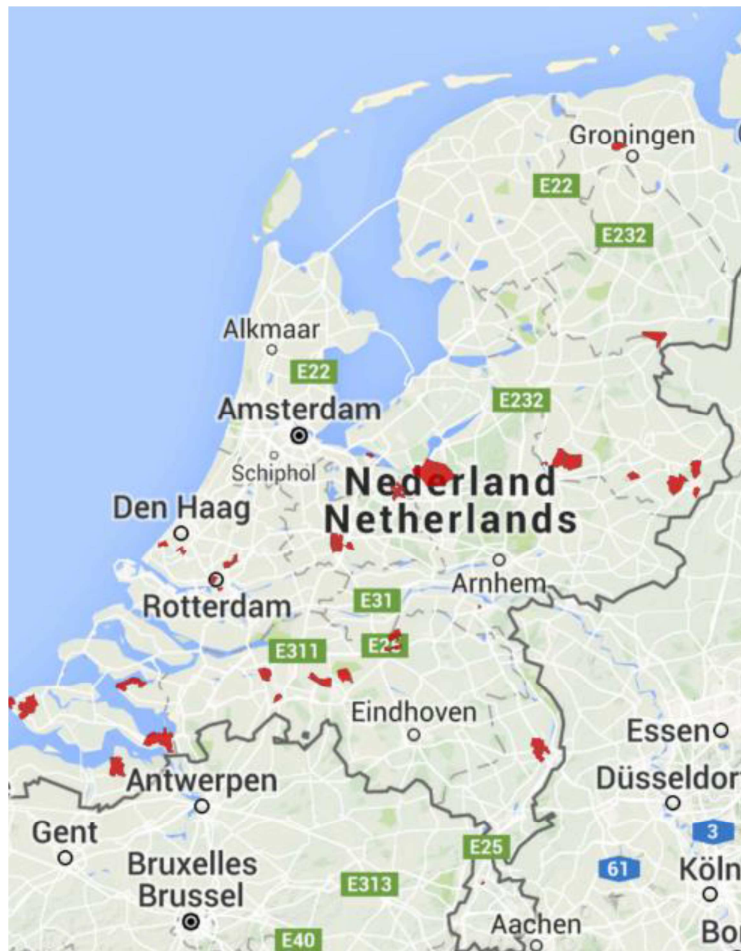 Groningen
E22
E232
Alkmaar
E22
Amsterdam
E232
Schiphol
Nederland
Netherlands
Den Haag
Arnhem
Rotterdam
E31
E311
Eindhoven
Essen
Antwerpen
Düsseldor
Gent
3
E25
Bruxelles
Brussel
E313
61
Köln
Aachen
E40
Bo